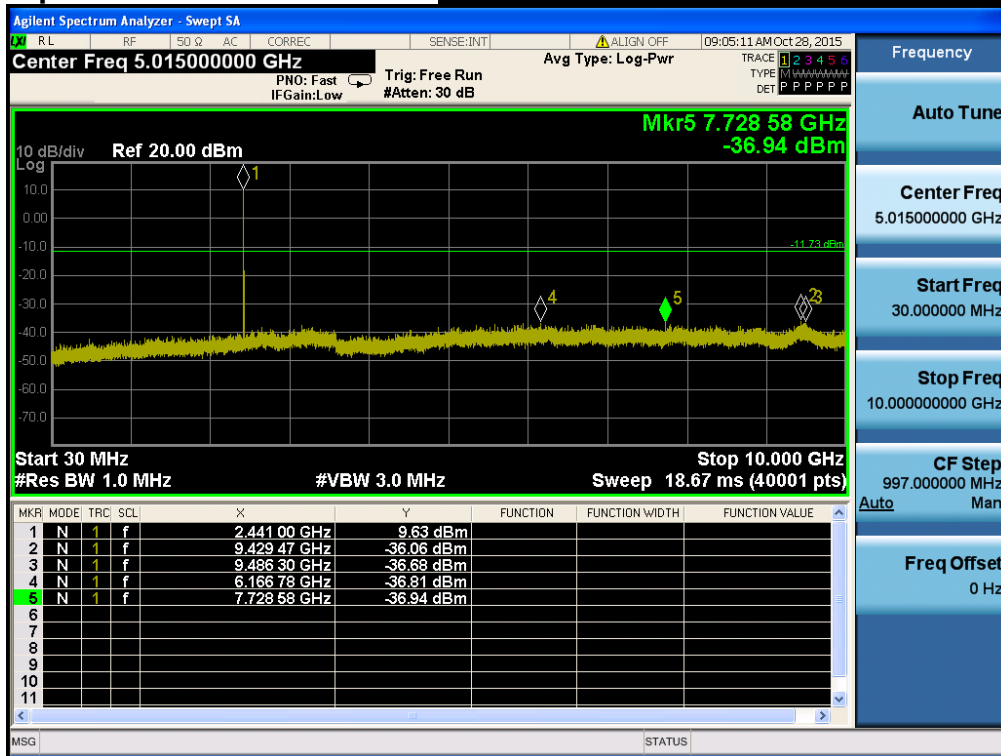 Agilent Spectrum Analyzer - Swept SA
LXI RL RF 50 Ω AC CORREC SENSE:INT ALIGN OFF 09:05:11 AM Oct 28, 2015
Center Freq 5.015000000 GHz
PNO: Fast
IFGain:Low
Trig: Free Run
#Atten: 30 dB
Avg Type: Log-Pwr
TRACE 1 2 3 4 5 6
TYPE M WWWWW
DET P P P P P P
Mkr5 7.728 58 GHz
-36.94 dBm
10 dB/div Ref 20.00 dBm
Log
10.0
0.00
-10.0
-20.0
-30.0
-40.0
-50.0
-60.0
-70.0
1
-11.73 dBm
4
5
2
3
Start 30 MHz Stop 10.000 GHz
#Res BW 1.0 MHz #VBW 3.0 MHz Sweep 18.67 ms (40001 pts)
MKR MODE TRC SCL X Y FUNCTION FUNCTION WIDTH FUNCTION VALUE
1 N 1 f 2.441 00 GHz 9.63 dBm
2 N 1 f 9.429 47 GHz -36.06 dBm
3 N 1 f 9.486 30 GHz -36.68 dBm
4 N 1 f 6.166 78 GHz -36.81 dBm
5 N 1 f 7.728 58 GHz -36.94 dBm
6
7
8
9
10
11
MSG STATUS
Frequency
Auto Tune
Center Freq
5.015000000 GHz
Start Freq
30.000000 MHz
Stop Freq
10.000000000 GHz
CF Step
997.000000 MHz
Auto Man
Freq Offset
0 Hz